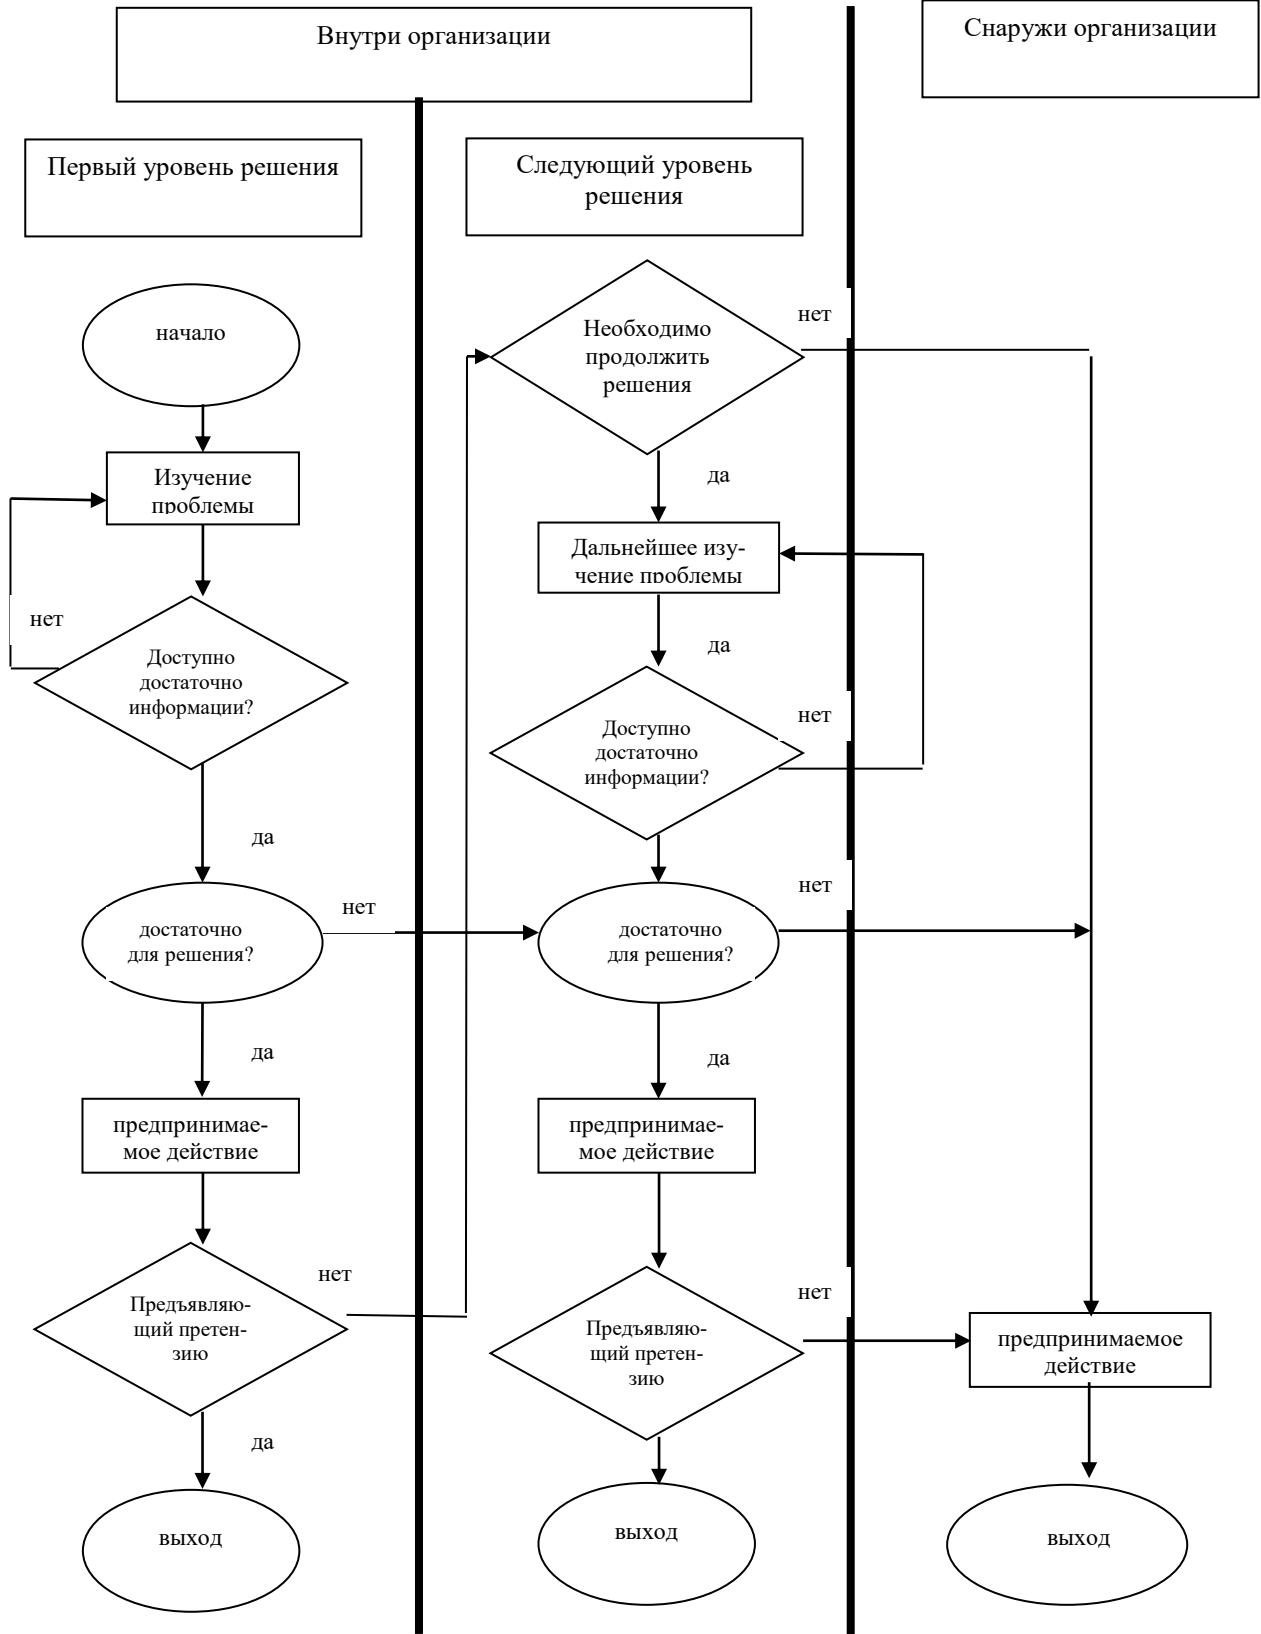 Внутри организации
Снаружи организации
Первый уровень решения
Следующий уровень
решения
начало
Изучение
проблемы
нет
Доступно
достаточно
информации?
да
достаточно
для решения?
нет
да
предпринимае-
мое действие
Предъявляю-
щий претен-
зию
нет
да
выход
Необходимо
продолжить
решения
нет
да
Дальнейшее изу-
чение проблемы
да
Доступно
достаточно
информации?
нет
достаточно
для решения?
нет
да
предпринимае-
мое действие
Предъявляю-
щий претен-
зию
нет
выход
предпринимаемое
действие
выход